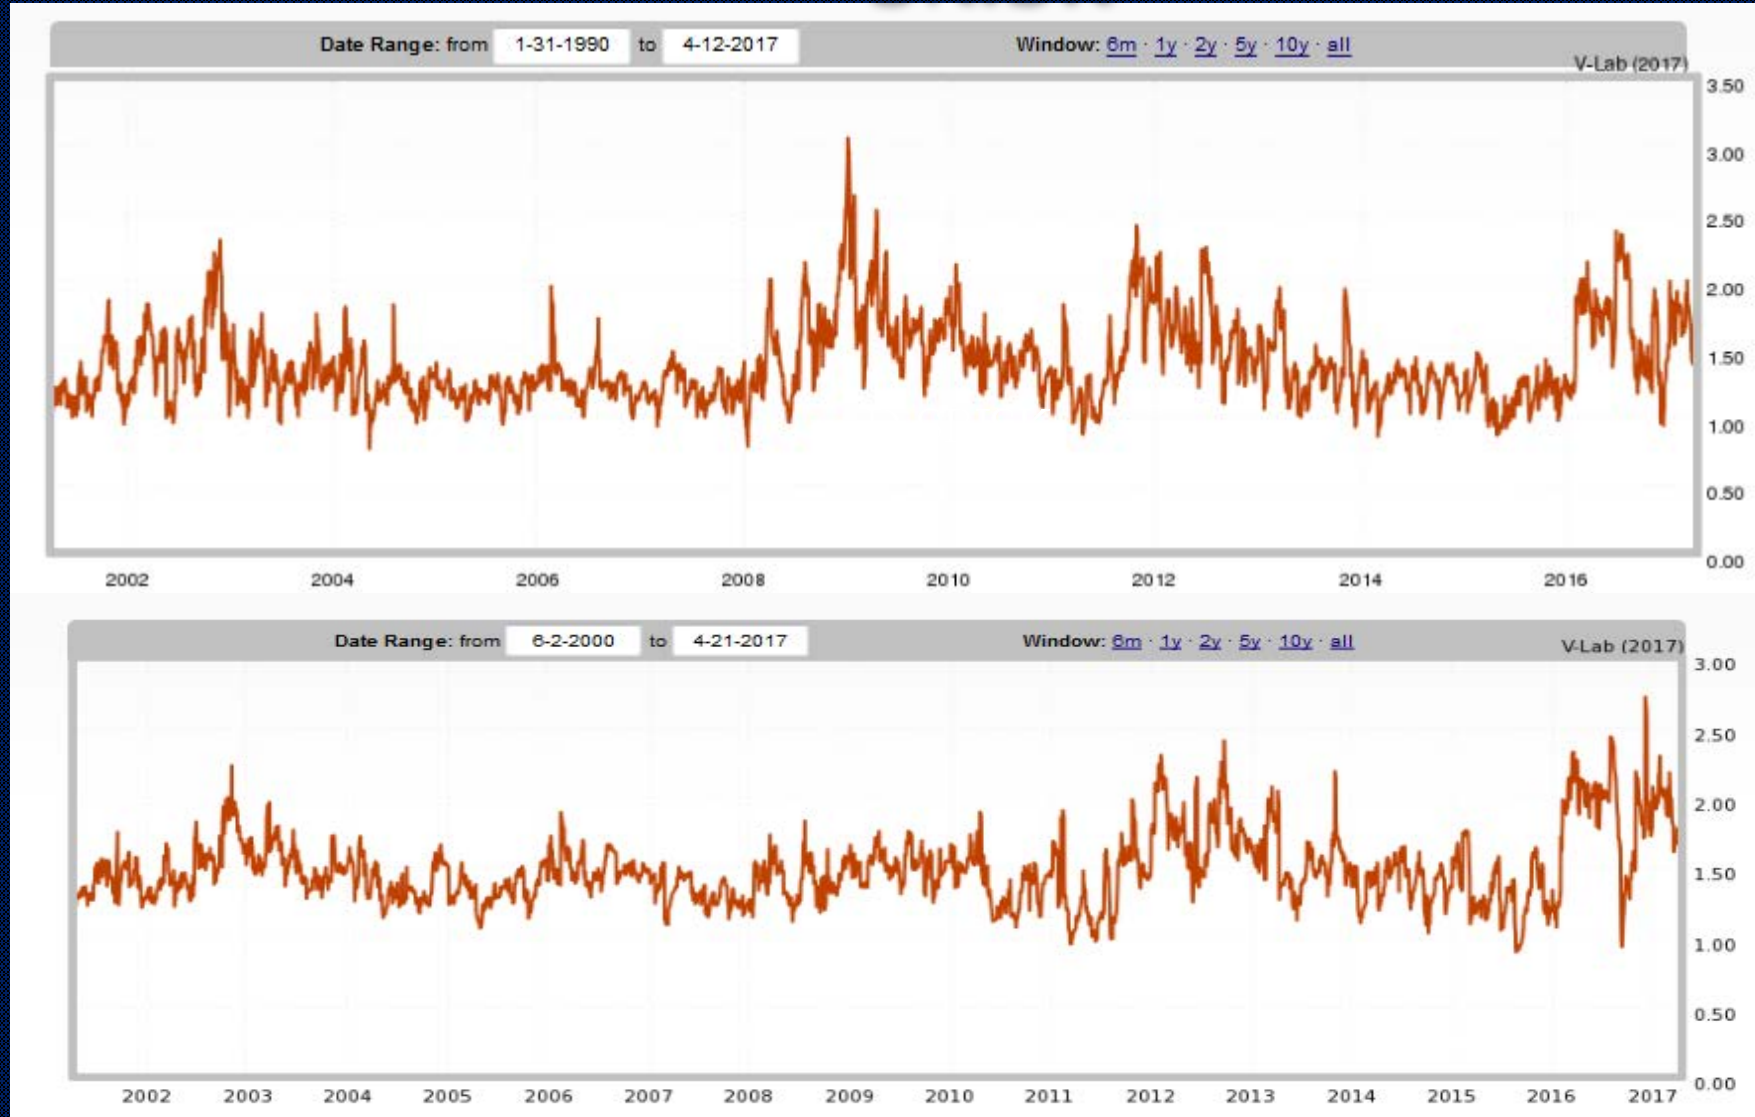 Date Range: from 1-31-1990 to 4-12-2017 Window: 6m · 1y · 2y · 5y · 10y · all
V-Lab (2017)
3.50
3.00
2.50
2.00
1.50
1.00
0.50
0.00
2002 2004 2006 2008 2010 2012 2014 2016
Date Range: from 6-2-2000 to 4-21-2017 Window: 6m · 1y · 2y · 5y · 10y · all
V-Lab (2017)
3.00
2.50
2.00
1.50
1.00
0.50
0.00
2002 2003 2004 2005 2006 2007 2008 2009 2010 2011 2012 2013 2014 2015 2016 2017